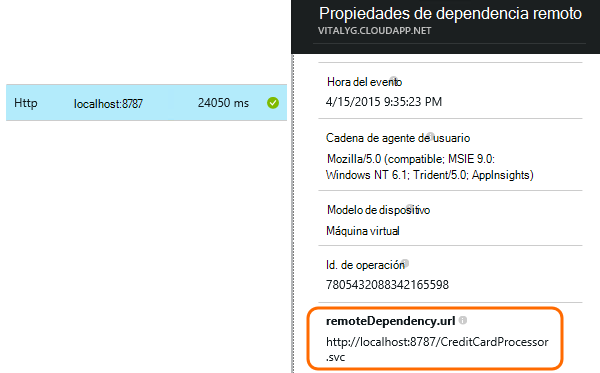 Http localhost:8787 24050 ms
Propiedades de dependencia remoto
VITALYG.CLOUDAPP.NET
Hora del evento
4/15/2015 9:35:23 PM
Cadena de agente de usuario
Mozilla/5.0 (compatible; MSIE 9.0:
Windows NT 6.1; Trident/5.0; AppInsights)
Modelo de dispositivo
Máquina virtual
Id. de operación
7805432088342165598
remoteDependency.url
http://localhost:8787/CreditCardProcessor
.svc